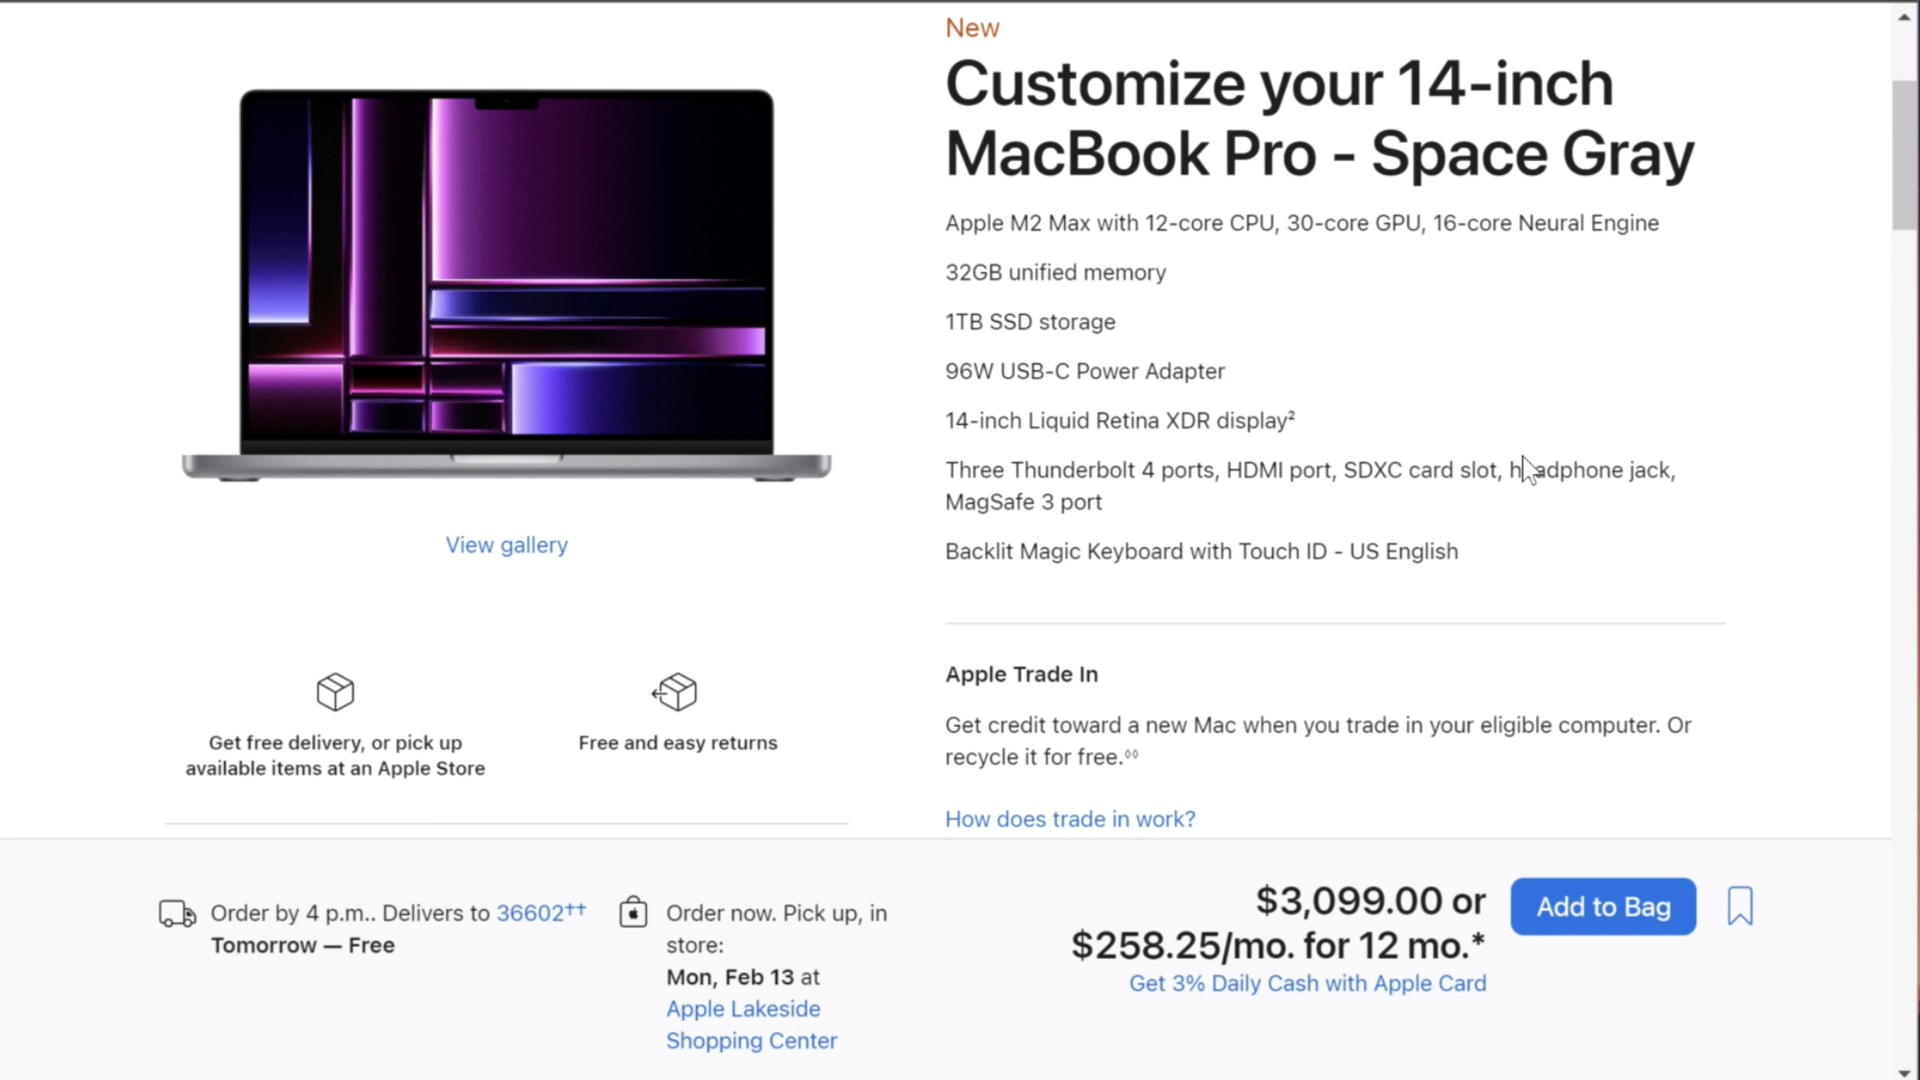 New
Customize your 14-inch
MacBook Pro - Space Gray
Apple M2 Max with 12-core CPU, 30-core GPU, 16-core Neural Engine
32GB unified memory
1TB SSD storage
96W USB-C Power Adapter
14-inch Liquid Retina XDR display²
Three Thunderbolt 4 ports, HDMI port, SDXC card slot, headphone jack,
MagSafe 3 port
Backlit Magic Keyboard with Touch ID - US English
View gallery
Get free delivery, or pick up
available items at an Apple Store
Free and easy returns
Apple Trade In
Get credit toward a new Mac when you trade in your eligible computer. Or
recycle it for free.◊◊
How does trade in work?
Order by 4 p.m.. Delivers to 36602††
Tomorrow — Free
Order now. Pick up, in
store:
Mon, Feb 13 at
Apple Lakeside
Shopping Center
$3,099.00 or
$258.25/mo. for 12 mo.*
Get 3% Daily Cash with Apple Card
Add to Bag